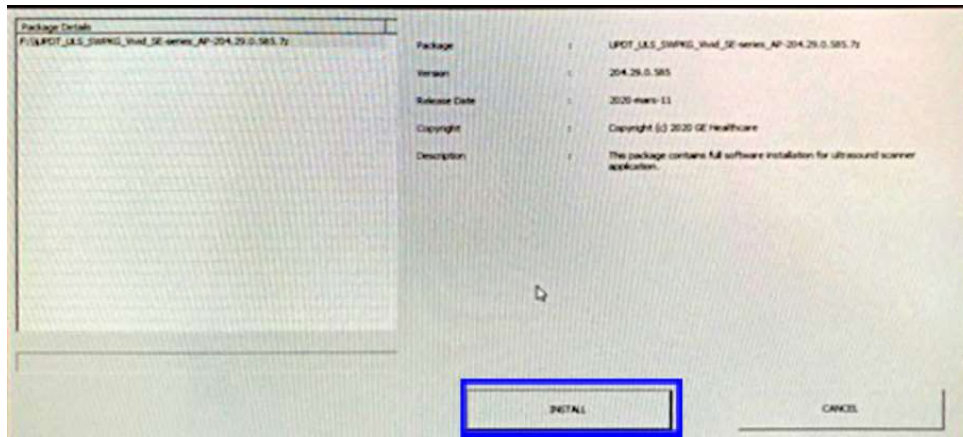 Package Details
F:\UPDT_ULS_SWPKG_Vivid_SE-series_AP-204.29.0.585.7z
Package : UPDT_ULS_SWPKG_Vivid_SE-series_AP-204.29.0.585.7z
Version : 204.29.0.585
Release Date : 2020-mars-11
Copyright : Copyright (c) 2020 GE Healthcare
Description : This package contains full software installation for ultrasound scanner
application.
INSTALL CANCEL